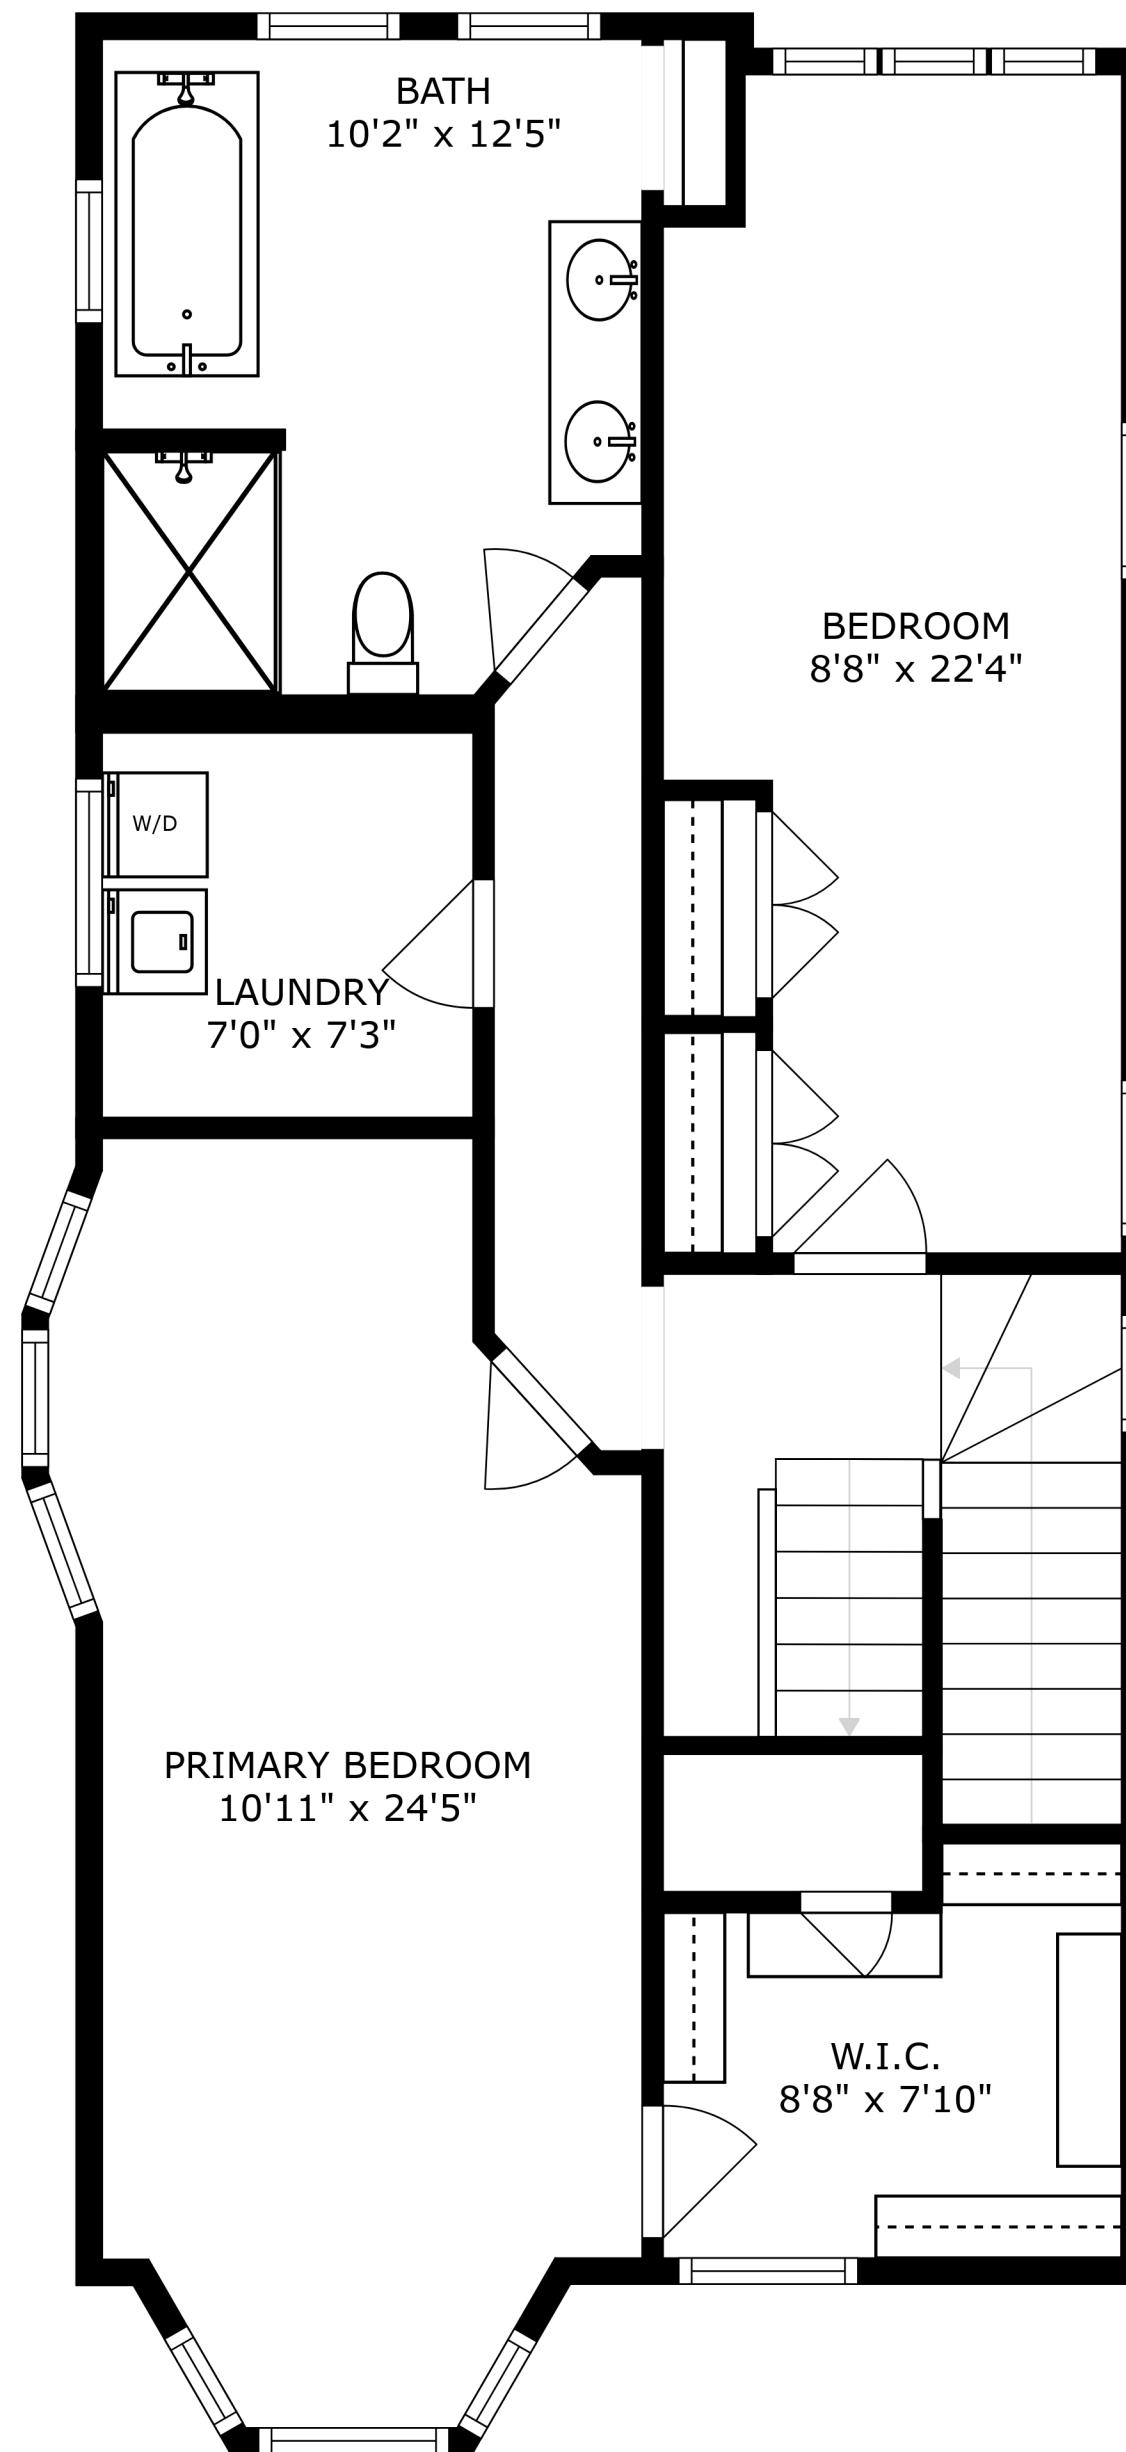 BATH
10'2" x 12'5"
BEDROOM
8'8" x 22'4"
W/D
LAUNDRY
7'0" x 7'3"
PRIMARY BEDROOM
10'11" x 24'5"
W.I.C.
8'8" x 7'10"